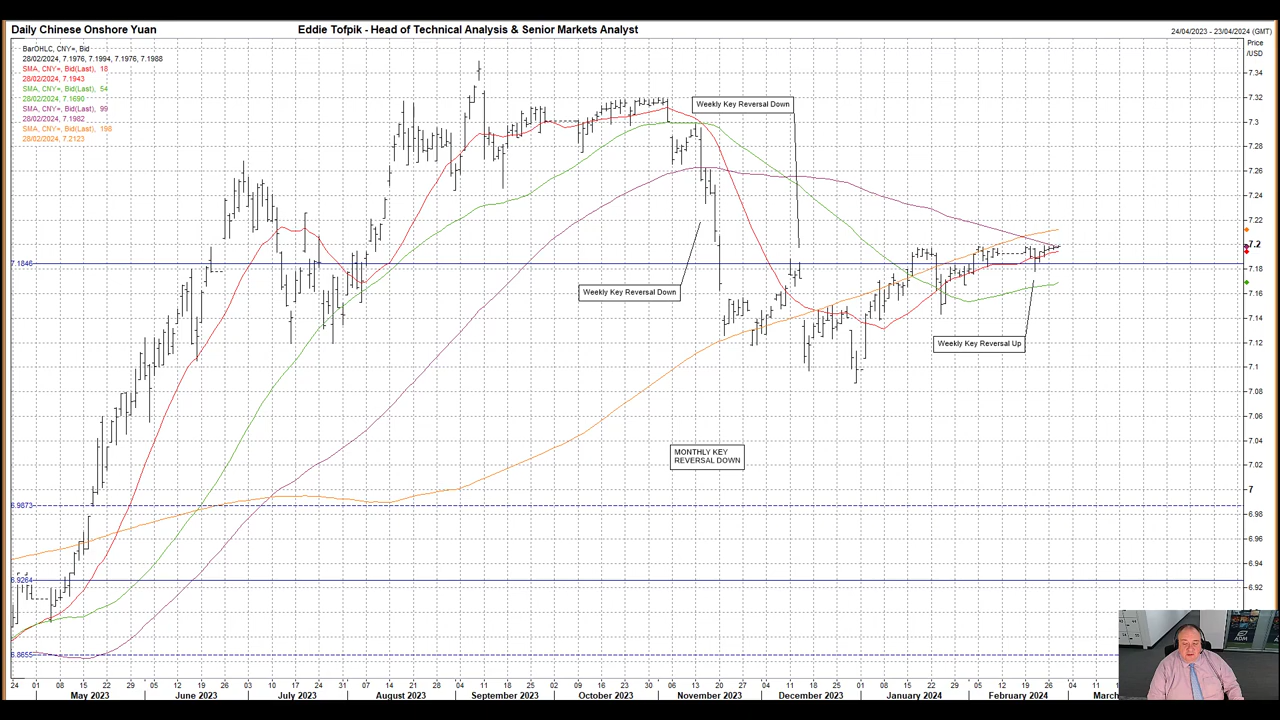 Daily Chinese Onshore Yuan
Eddie Tofpik - Head of Technical Analysis & Senior Markets Analyst
24/04/2023 - 23/04/2024 (GMT)
BarOHLC, CNY=, Bid
28/02/2024, 7.1976, 7.1994, 7.1976, 7.1988
SMA, CNY=, Bid(Last), 18
28/02/2024, 7.1943
SMA, CNY=, Bid(Last), 54
28/02/2024, 7.1690
SMA, CNY=, Bid(Last), 99
28/02/2024, 7.1982
SMA, CNY=, Bid(Last), 198
28/02/2024, 7.2123
Price
/USD
7.34
7.32
7.3
7.28
7.26
7.24
7.22
7.2
7.18
7.16
7.14
7.12
7.1
7.08
7.06
7.04
7.02
7
6.98
6.96
6.94
6.92
Weekly Key Reversal Down
Weekly Key Reversal Down
Weekly Key Reversal Up
MONTHLY KEY
REVERSAL DOWN
7.1846
6.9873
6.9264
6.8655
ADM
24 01 08 15 22 29 05 12 19 26 03 10 17 24 31 07 14 21 28 04 11 18 25 02 09 16 23 30 06 13 20 27 04 11 18 25 01 08 15 22 29 05 12 19 26 04 11 18
May 2023 June 2023 July 2023 August 2023 September 2023 October 2023 November 2023 December 2023 January 2024 February 2024 March